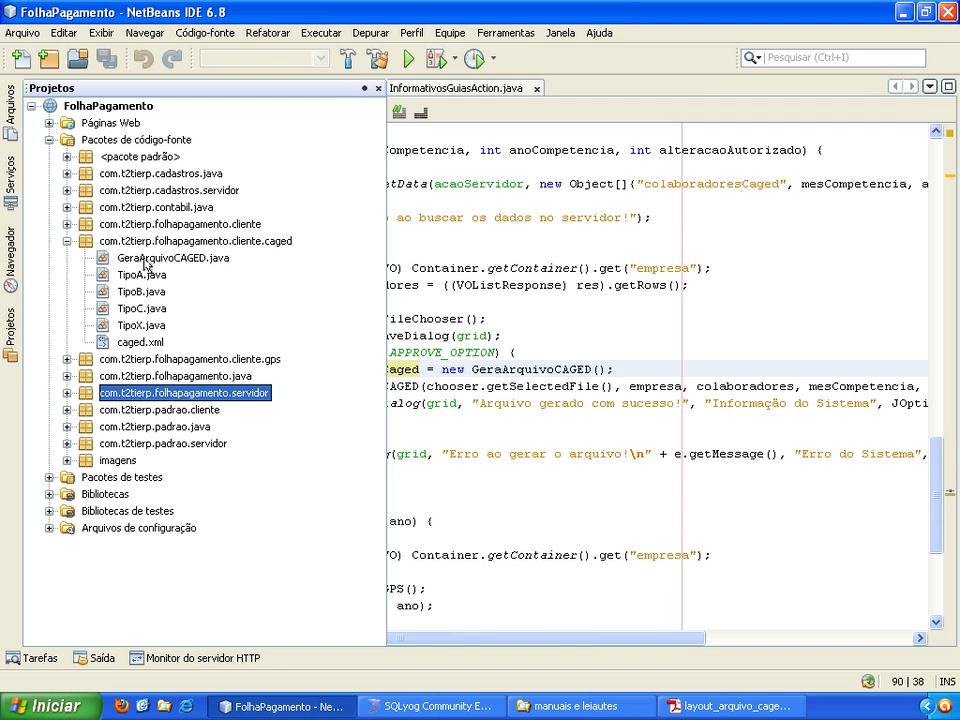 FolhaPagamento - NetBeans IDE 6.8
Arquivo Editar Exibir Navegar Código-fonte Refatorar Executar Depurar Perfil Equipe Ferramentas Janela Ajuda
Pesquisar (Ctrl+I)
Projetos
InformativosGuiasAction.java
Arquivos
Serviços
Navegador
Projetos
FolhaPagamento
Páginas Web
Pacotes de código-fonte
<pacote padrão>
com.t2tierp.cadastros.java
com.t2tierp.cadastros.servidor
com.t2tierp.contabil.java
com.t2tierp.folhapagamento.cliente
com.t2tierp.folhapagamento.cliente.caged
GeraArquivoCAGED.java
TipoA.java
TipoB.java
TipoC.java
TipoX.java
caged.xml
com.t2tierp.folhapagamento.cliente.gps
com.t2tierp.folhapagamento.java
com.t2tierp.folhapagamento.servidor
com.t2tierp.padrao.cliente
com.t2tierp.padrao.java
com.t2tierp.padrao.servidor
imagens
Pacotes de testes
Bibliotecas
Bibliotecas de testes
Arquivos de configuração
Competencia, int anoCompetencia, int alteracaoAutorizado) {
etData(acaoServidor, new Object[]{"colaboradoresCaged", mesCompetencia, a
o ao buscar os dados no servidor!");
VO) Container.getContainer().get("empresa");
dores = ((VOListResponse) res).getRows();
ileChooser();
aveDialog(grid);
APPROVE_OPTION) {
Caged = new GeraArquivoCAGED();
CAGED(chooser.getSelectedFile(), empresa, colaboradores, mesCompetencia,
alog(grid, "Arquivo gerado com sucesso!", "Informação do Sistema", JOpti
g(grid, "Erro ao gerar o arquivo!\n" + e.getMessage(), "Erro do Sistema",
ano) {
VO) Container.getContainer().get("empresa");
GPS();
ano);
Tarefas Saída Monitor do servidor HTTP
90 | 38 INS
Iniciar FolhaPagamento - Ne... SQLyog Community E... manuais e leiautes layout_arquivo_cage...